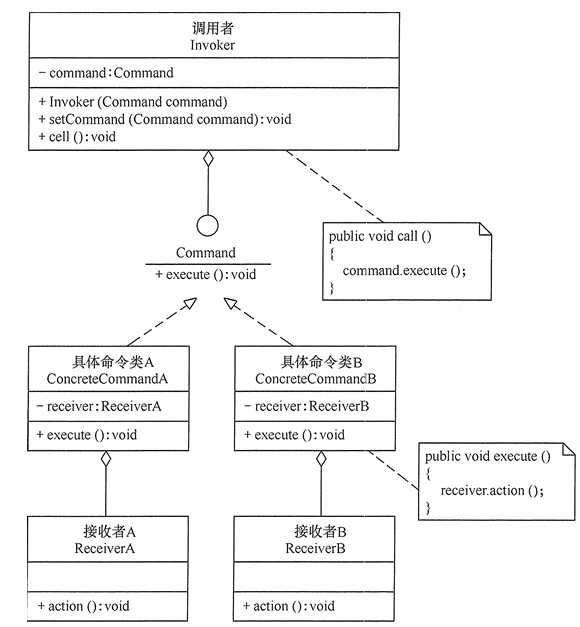 调用者
Invoker
- command:Command
+ Invoker (Command command)
+ setCommand (Command command):void
+ cell ():void
public void call ()
{
command.execute ();
}
Command
+ execute ():void
具体命令类A
ConcreteCommandA
- receiver:ReceiverA
+ execute ():void
具体命令类B
ConcreteCommandB
- receiver:ReceiverB
+ execute ():void
public void execute ()
{
receiver.action ();
}
接收者A
ReceiverA
+ action ():void
接收者B
ReceiverB
+ action ():void